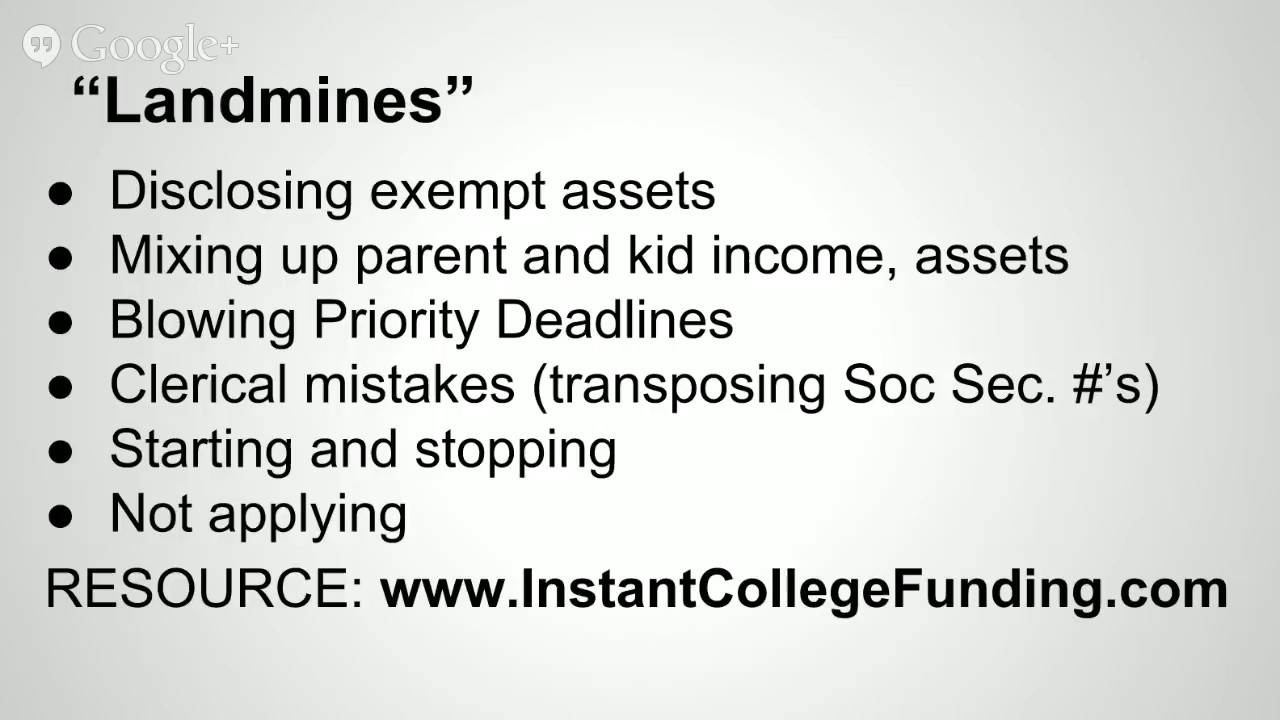 Google+
“Landmines”
● Disclosing exempt assets
● Mixing up parent and kid income, assets
● Blowing Priority Deadlines
● Clerical mistakes (transposing Soc Sec. #’s)
● Starting and stopping
● Not applying
RESOURCE: www.InstantCollegeFunding.com